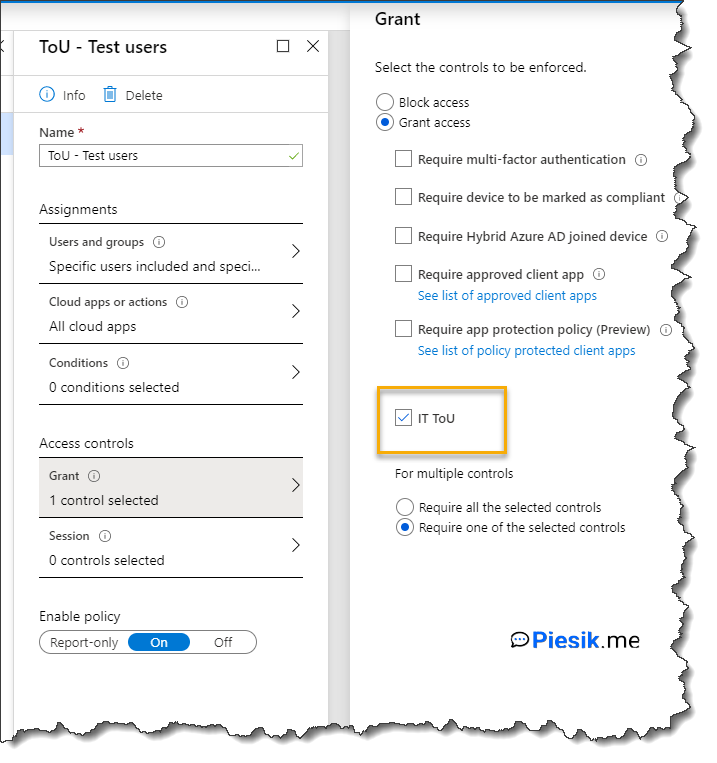 ToU - Test users
Info
Delete
Name *
ToU - Test users
Assignments
Users and groups
Specific users included and speci...
Cloud apps or actions
All cloud apps
Conditions
0 conditions selected
Access controls
Grant
1 control selected
Session
0 controls selected
Enable policy
Report-only On Off
Grant
Select the controls to be enforced.
Block access
Grant access
Require multi-factor authentication
Require device to be marked as compliant
Require Hybrid Azure AD joined device
Require approved client app
See list of approved client apps
Require app protection policy (Preview)
See list of policy protected client apps
IT ToU
For multiple controls
Require all the selected controls
Require one of the selected controls
Piesik.me